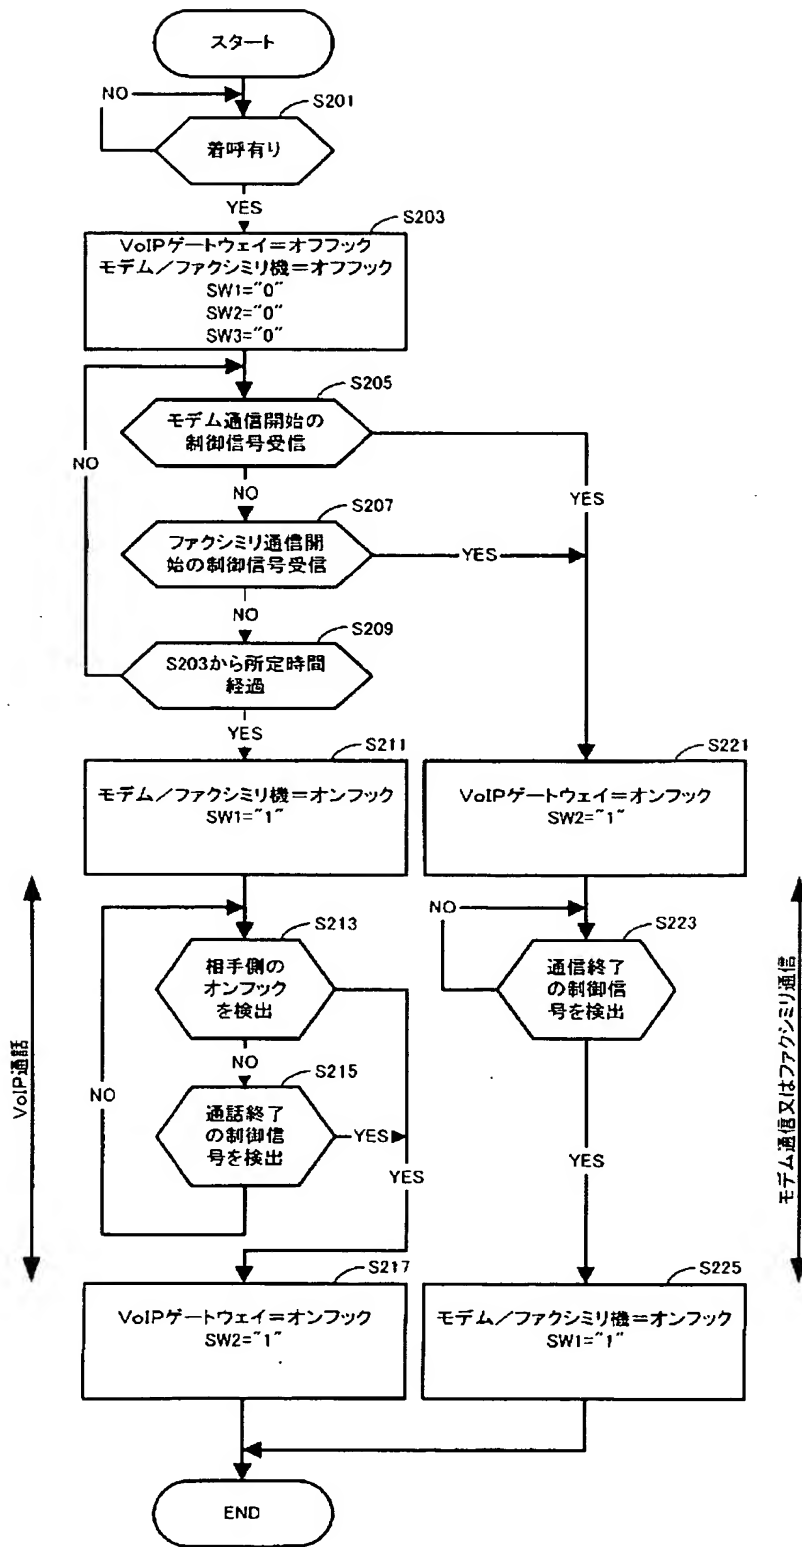 スタート
NO
S201
着呼有り
YES
S203
VoIPゲートウェイ=オフフック
モデム/ファクシミリ機=オフフック
SW1="0"
SW2="0"
SW3="0"
S205
モデム通信開始の
制御信号受信
NO
NO
YES
S207
ファクシミリ通信開
始の制御信号受信
YES
NO
S209
S203から所定時間
経過
YES
S211
モデム/ファクシミリ機=オンフック
SW1="1"
S221
VoIPゲートウェイ=オンフック
SW2="1"
VoIP通話
S213
相手側の
オンフック
を検出
NO
NO
S215
通話終了
の制御信
号を検出
YES
YES
NO
S223
通信終了
の制御信
号を検出
YES
モデム通信又はファクシミリ通信
S217
VoIPゲートウェイ=オンフック
SW2="1"
S225
モデム/ファクシミリ機=オンフック
SW1="1"
END